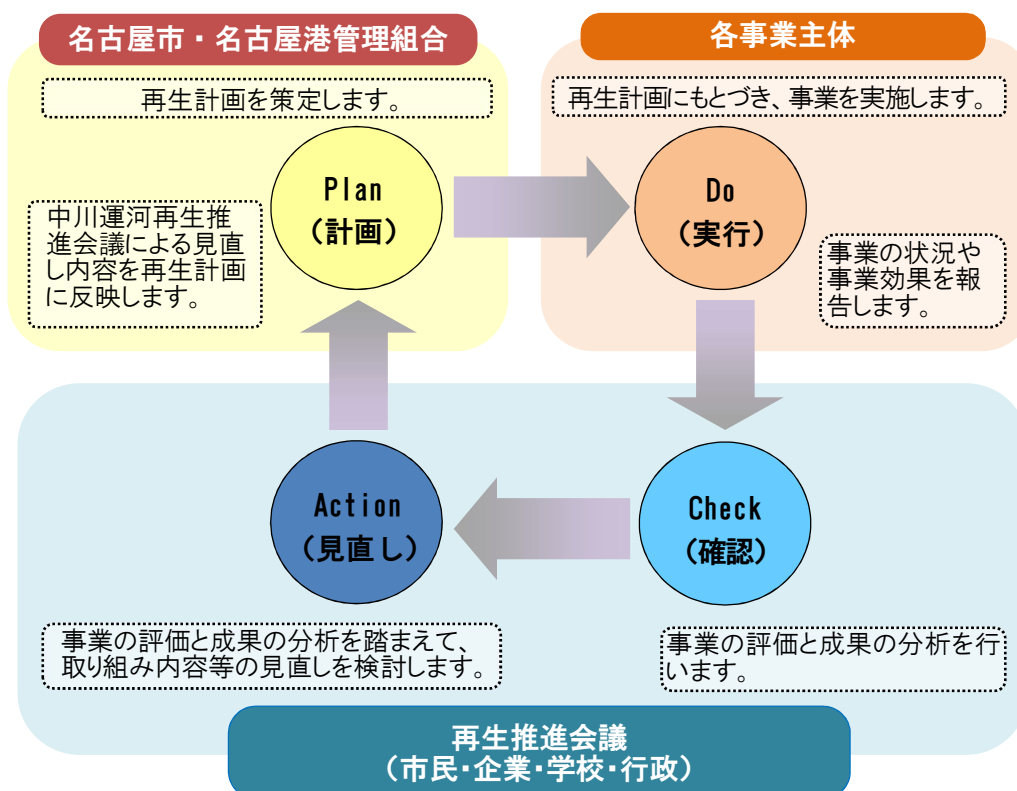 名古屋市・名古屋港管理組合
再生計画を策定します。
Plan
（計画）
中川運河再生推
進会議による見直
し内容を再生計画
に反映します。
各事業主体
再生計画にもとづき、事業を実施します。
Do
（実行）
事業の状況や
事業効果を報
告します。
Action
（見直し）
事業の評価と成果の分析を踏まえて、
取り組み内容等の見直しを検討します。
Check
（確認）
事業の評価と成果の分析を行
います。
再生推進会議
（市民・企業・学校・行政）